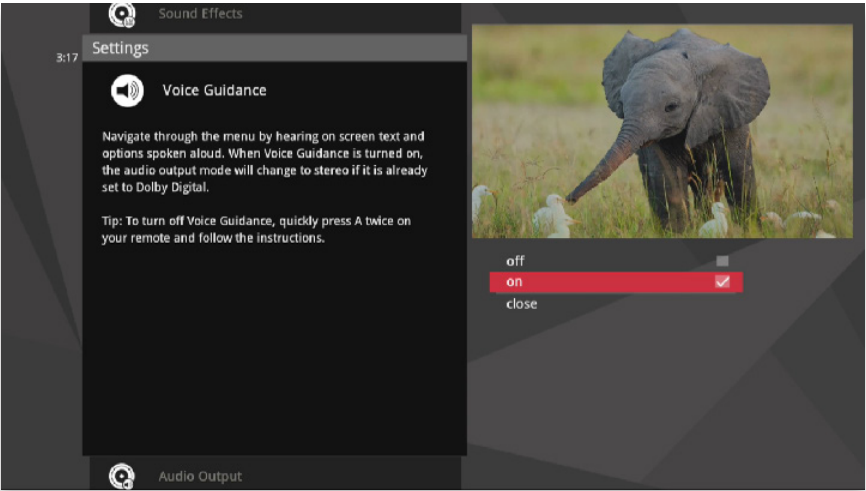 Sound Effects
3:17
Settings
Voice Guidance
Navigate through the menu by hearing on screen text and
options spoken aloud. When Voice Guidance is turned on,
the audio output mode will change to stereo if it is already
set to Dolby Digital.
Tip: To turn off Voice Guidance, quickly press A twice on
your remote and follow the instructions.
off
on
close
Audio Output